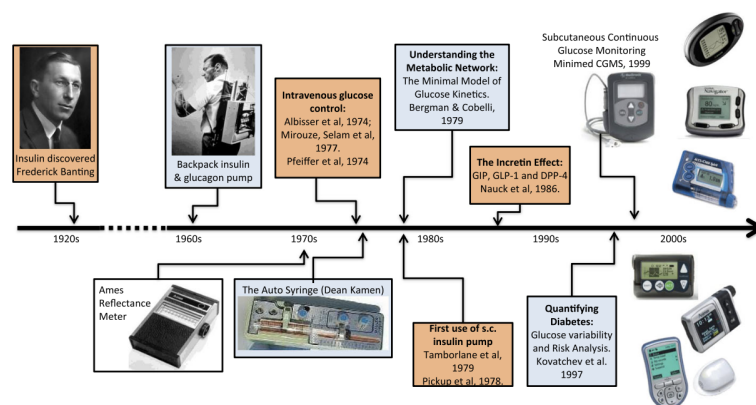 Insulin discovered
Frederick Banting
Backpack insulin
& glucagon pump
Intravenous glucose
control:
Albisser et al, 1974;
Mirouze, Selam et al,
1977.
Pfeiffer et al, 1974
Understanding the
Metabolic Network:
The Minimal Model of
Glucose Kinetics.
Bergman & Cobelli,
1979
The Incretin Effect:
GIP, GLP-1 and DPP-4
Nauck et al, 1986.
Subcutaneous Continuous
Glucose Monitoring
Minimed CGMS, 1999
1920s
1960s
1970s
1980s
1990s
2000s
Ames
Reflectance
Meter
The Auto Syringe (Dean Kamen)
First use of s.c.
insulin pump
Tamborlane et al,
1979
Pickup et al, 1978.
Quantifying
Diabetes:
Glucose variability
and Risk Analysis.
Kovatchev et al.
1997